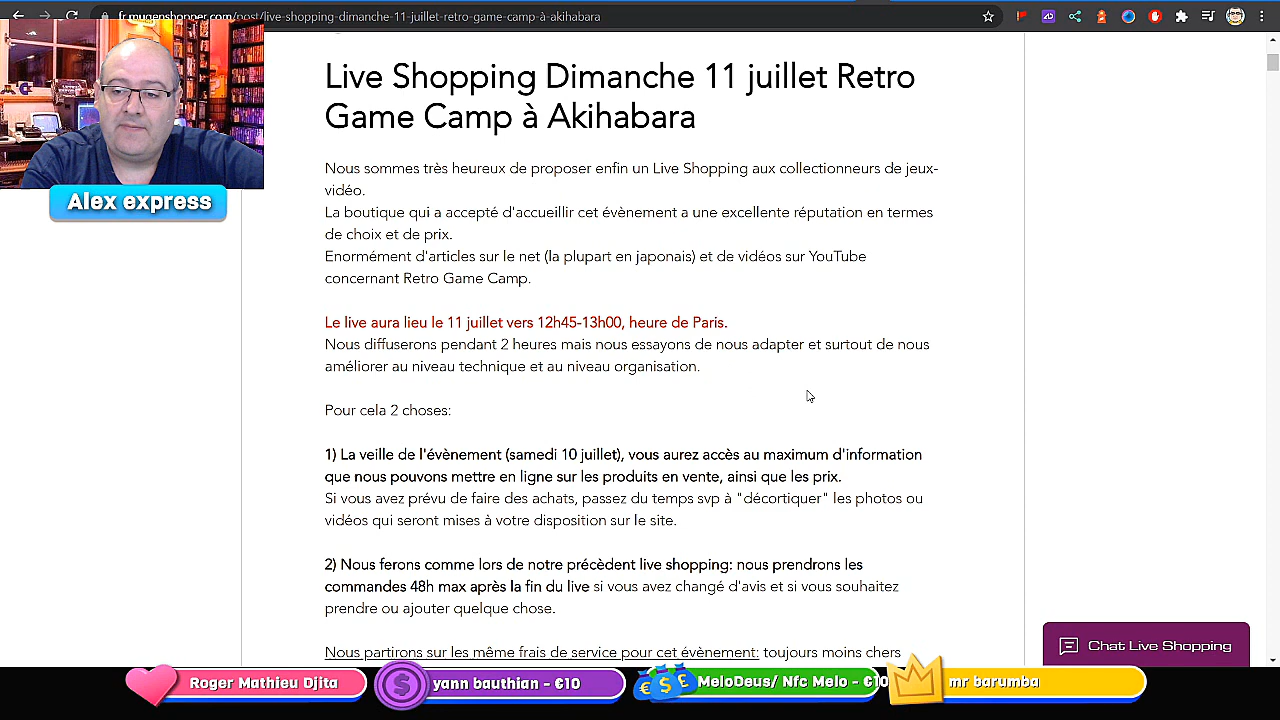 fr.mugenshopper.com/post/live-shopping-dimanche-11-juillet-retro-game-camp-à-akihabara
Live Shopping Dimanche 11 juillet Retro
Game Camp à Akihabara
Nous sommes très heureux de proposer enfin un Live Shopping aux collectionneurs de jeux-
vidéo.
La boutique qui a accepté d'accueillir cet évènement a une excellente réputation en termes
de choix et de prix.
Enormément d'articles sur le net (la plupart en japonais) et de vidéos sur YouTube
concernant Retro Game Camp.
Le live aura lieu le 11 juillet vers 12h45-13h00, heure de Paris.
Nous diffuserons pendant 2 heures mais nous essayons de nous adapter et surtout de nous
améliorer au niveau technique et au niveau organisation.
Pour cela 2 choses:
1) La veille de l'évènement (samedi 10 juillet), vous aurez accès au maximum d'information
que nous pouvons mettre en ligne sur les produits en vente, ainsi que les prix.
Si vous avez prévu de faire des achats, passez du temps svp à "décortiquer" les photos ou
vidéos qui seront mises à votre disposition sur le site.
2) Nous ferons comme lors de notre précèdent live shopping: nous prendrons les
commandes 48h max après la fin du live si vous avez changé d'avis et si vous souhaitez
prendre ou ajouter quelque chose.
Nous partirons sur les même frais de service pour cet évènement: toujours moins chers
Alex express
Chat Live Shopping
Roger Mathieu Djita
yann bauthian - €10
MeloDeus/ Nfc Melo - €10
mr barumba